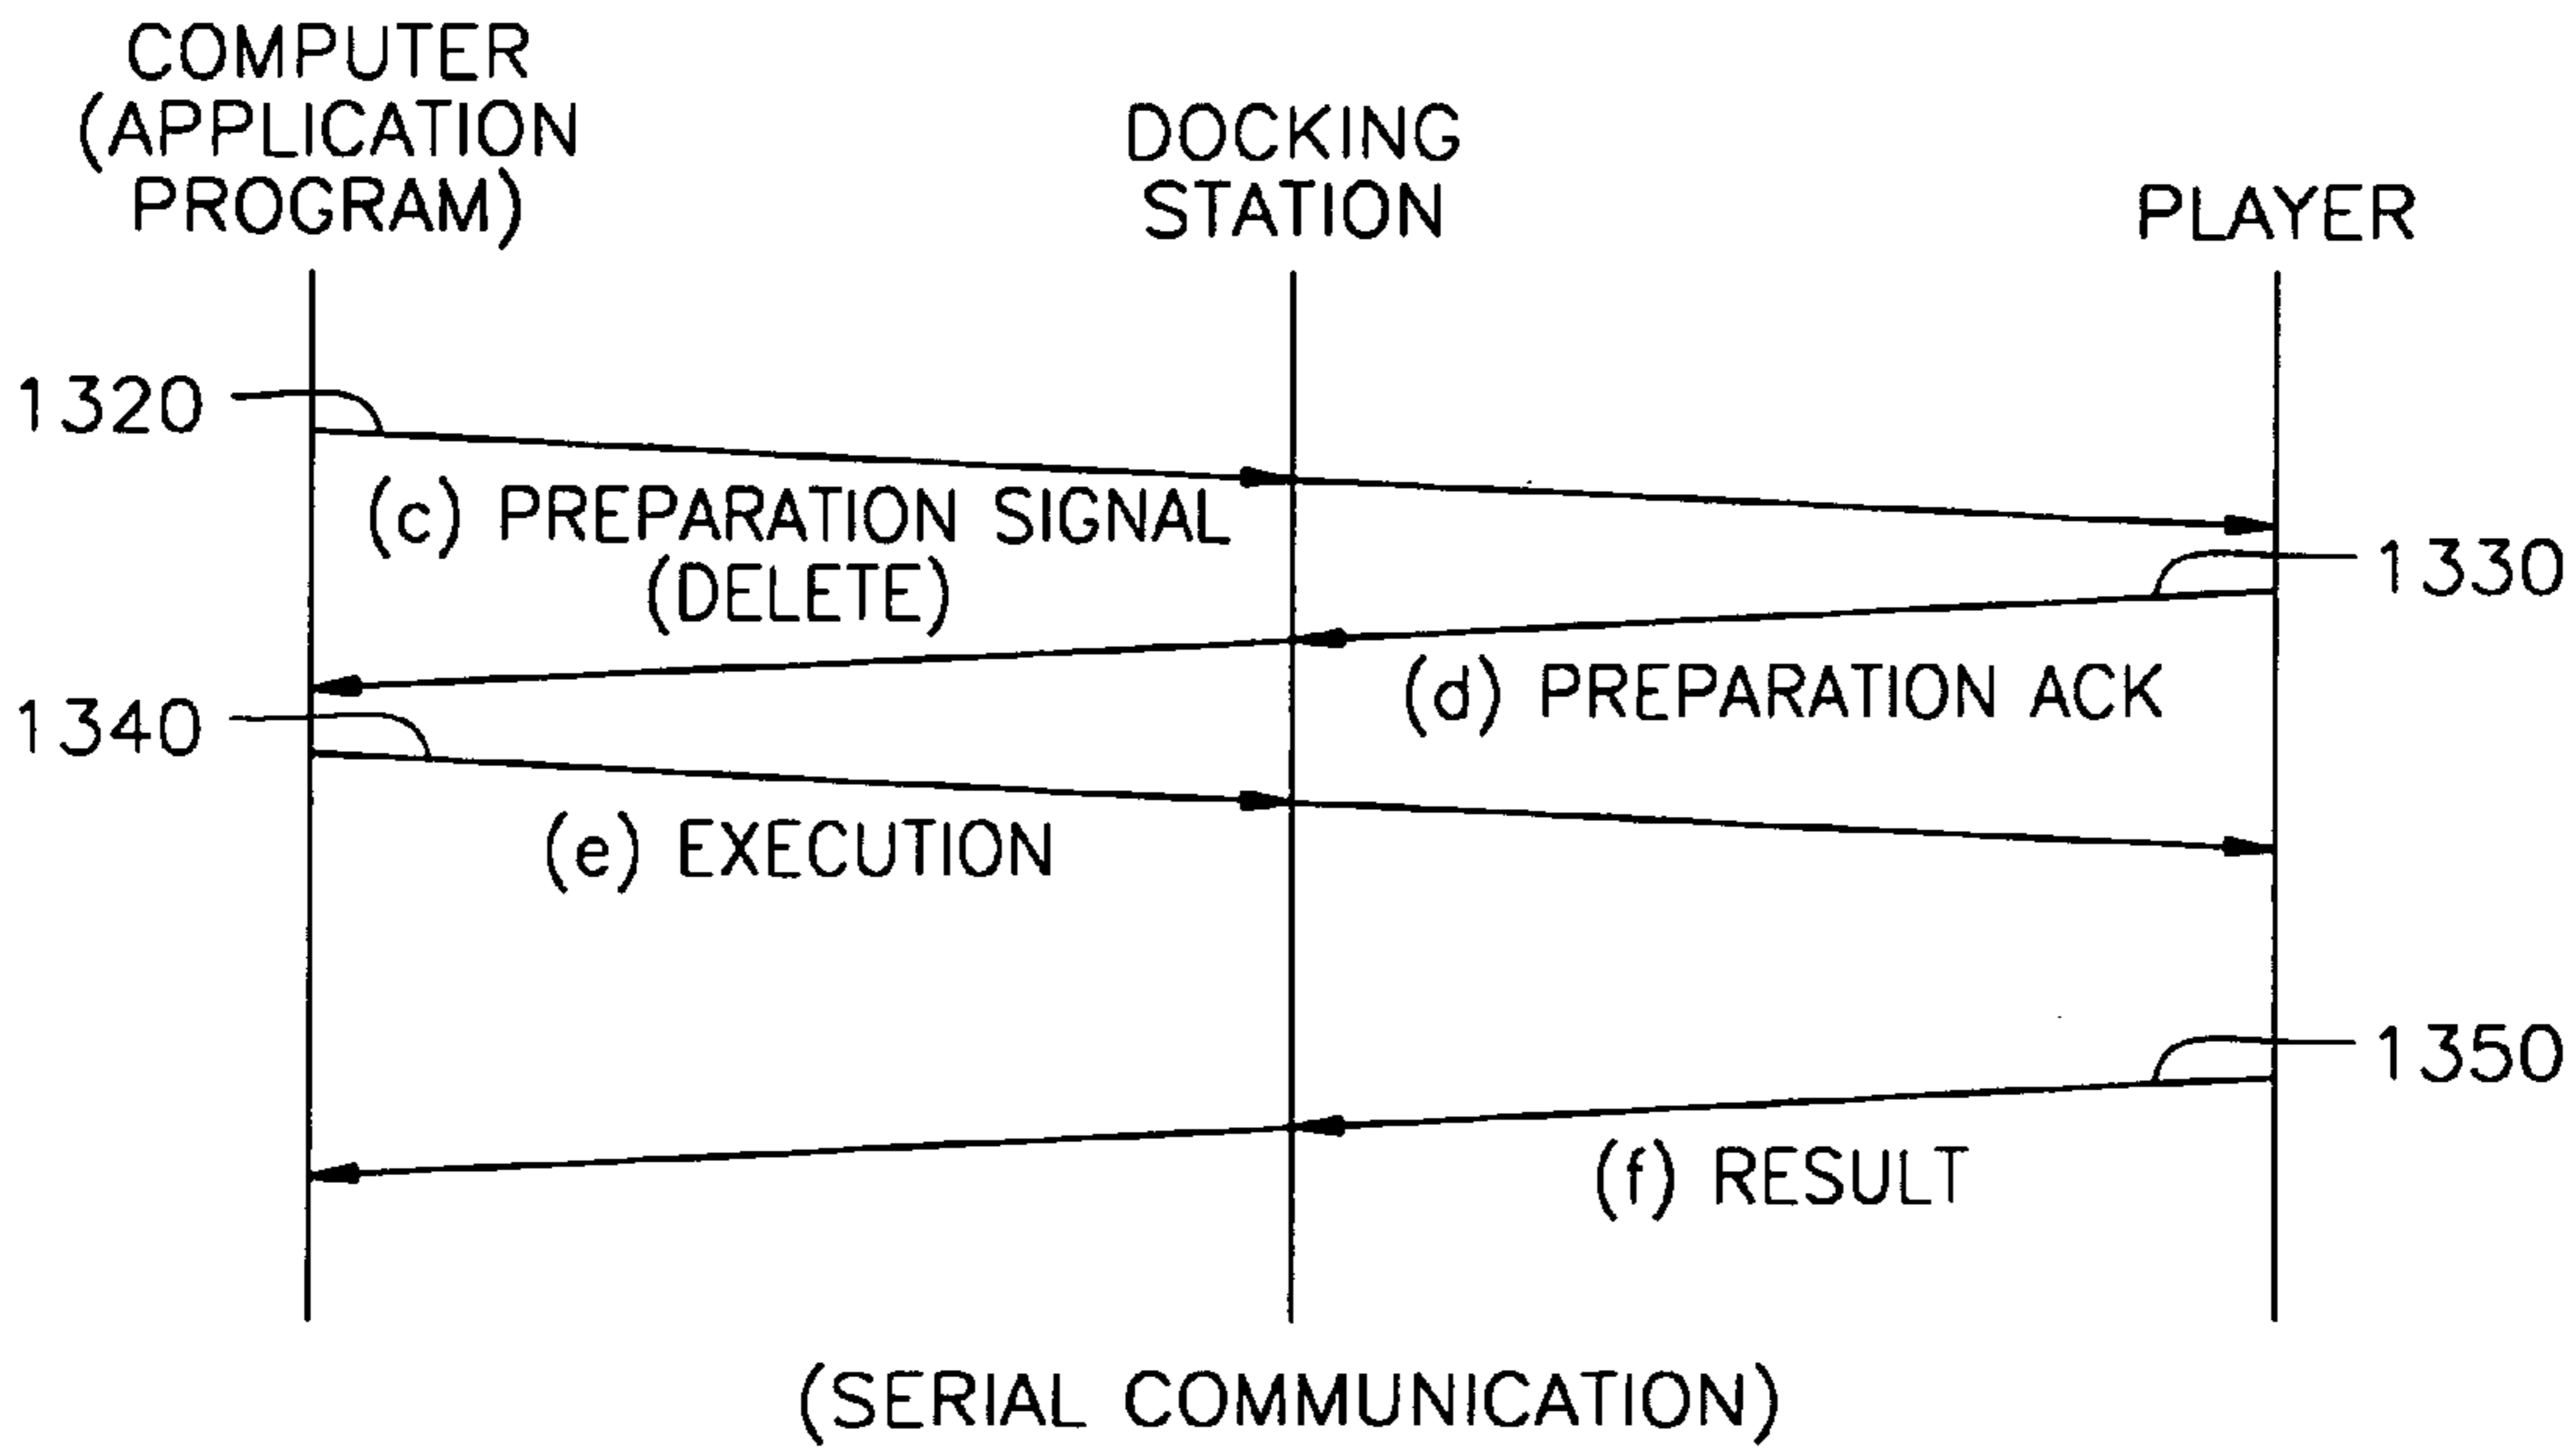 COMPUTER
(APPLICATION
PROGRAM)
DOCKING
STATION
PLAYER
1320
(c) PREPARATION SIGNAL
(DELETE)
1330
(d) PREPARATION ACK
1340
(e) EXECUTION
1350
(f) RESULT
(SERIAL COMMUNICATION)